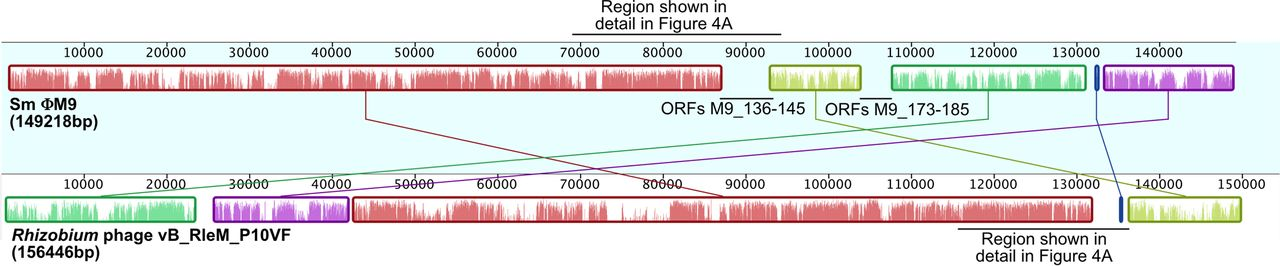 Region shown in
detail in Figure 4A
10000 20000 30000 40000 50000 60000 70000 80000 90000 100000 110000 120000 130000 140000
Sm ΦM9
(149218bp)
ORFs M9_136-145 ORFs M9_173-185
10000 20000 30000 40000 50000 60000 70000 80000 90000 100000 110000 120000 130000 140000 150000
Rhizobium phage vB_RleM_P10VF
(156446bp)
Region shown in
detail in Figure 4A